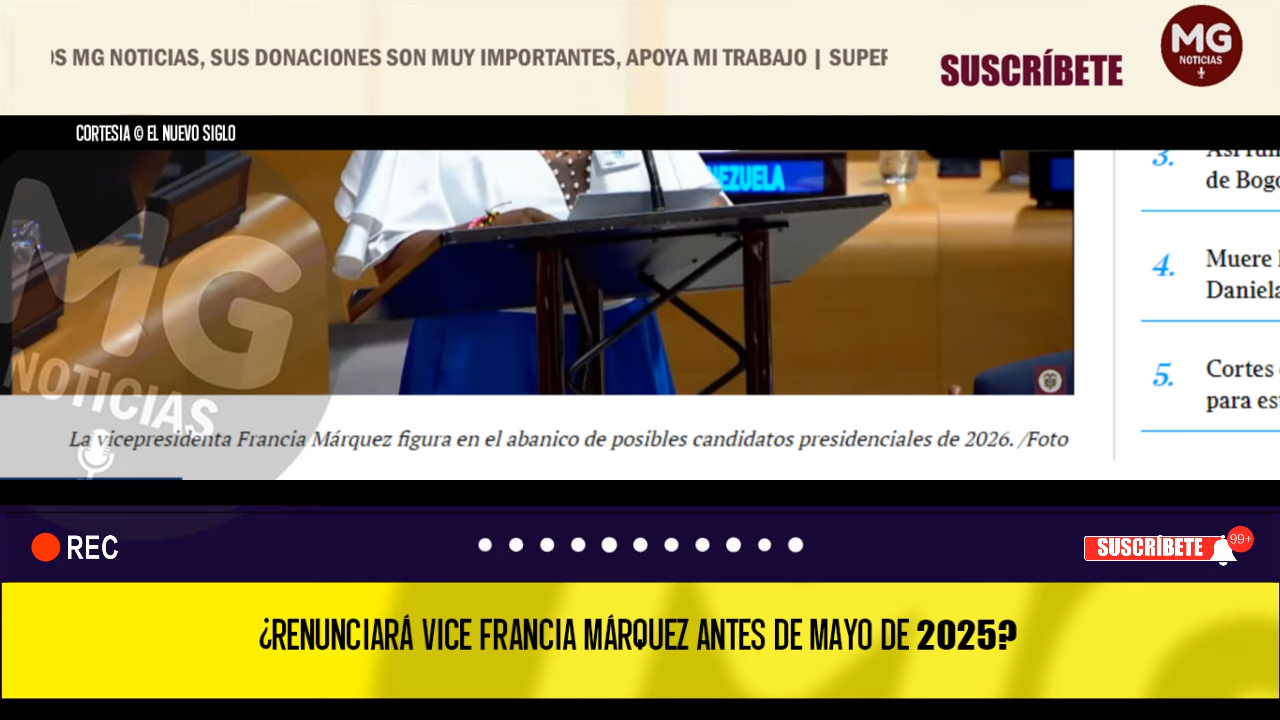 OS MG NOTICIAS, SUS DONACIONES SON MUY IMPORTANTES, APOYA MI TRABAJO | SUPER
SUSCRÍBETE
MG
NOTICIAS
CORTESIA © EL NUEVO SIGLO
NEZUELA
3.
de Bogo
4. Muere
Daniela
5. Cortes
para es
MG
NOTICIAS
La vicepresidenta Francia Márquez figura en el abanico de posibles candidatos presidenciales de 2026. /Foto
REC
SUSCRÍBETE
99+
¿RENUNCIARÁ VICE FRANCIA MÁRQUEZ ANTES DE MAYO DE 2025?